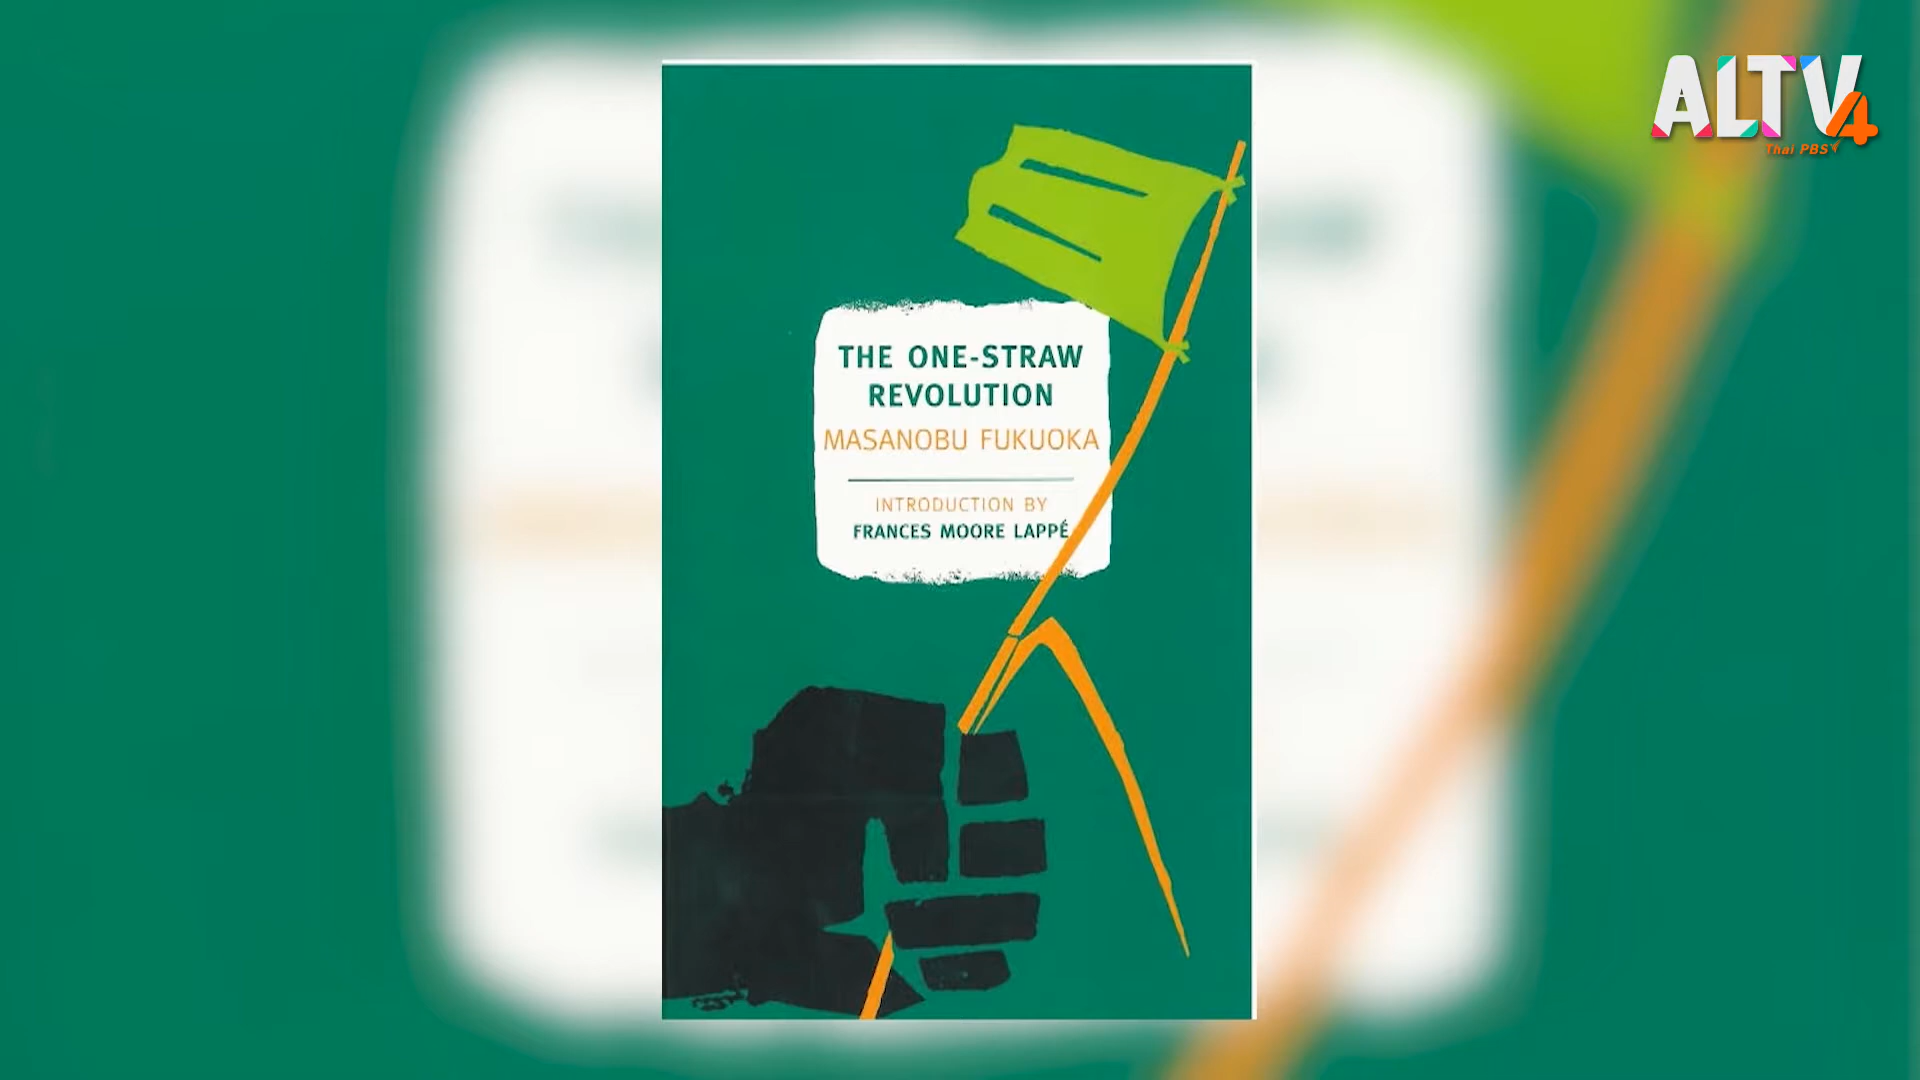 THE ONE-STRAW
REVOLUTION
MASANOBU FUKUOKA
INTRODUCTION BY
FRANCES MOORE LAPPÉ
ALTV4
Thai PBS